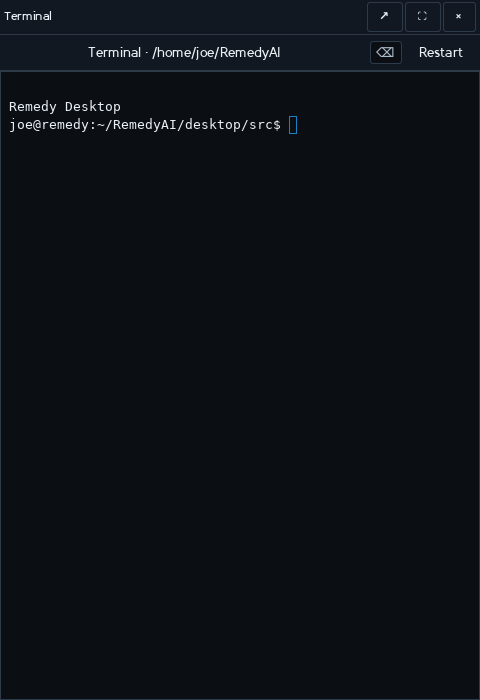 Terminal
Terminal · /home/joe/RemedyAI
Restart
Remedy Desktop
joe@remedy:~/RemedyAI/desktop/src$